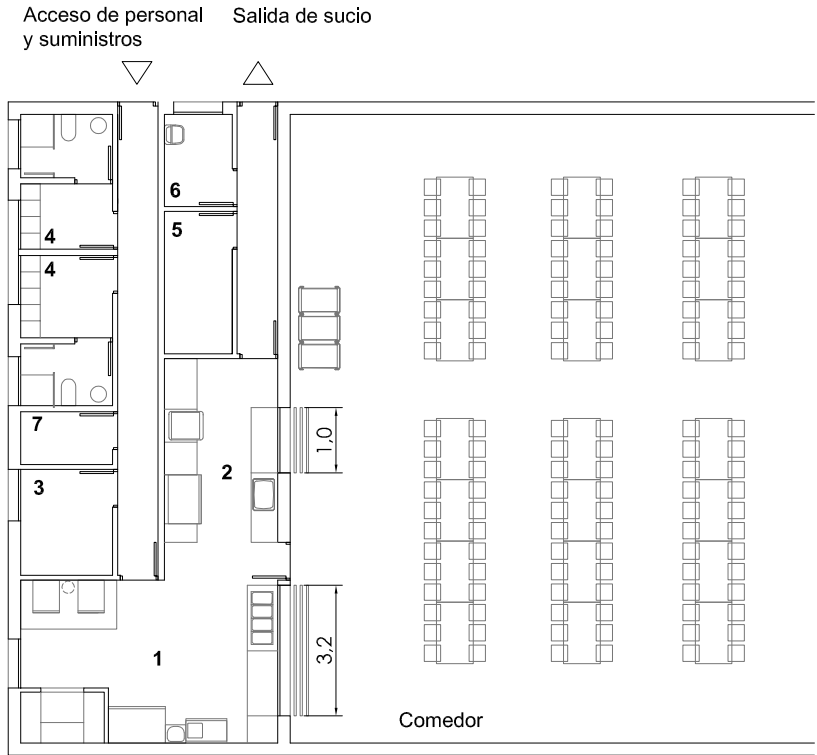 Acceso de personal
y suministros
Salida de sucio
6
5
4
4
7
3
2
1,0
3,2
1
Comedor